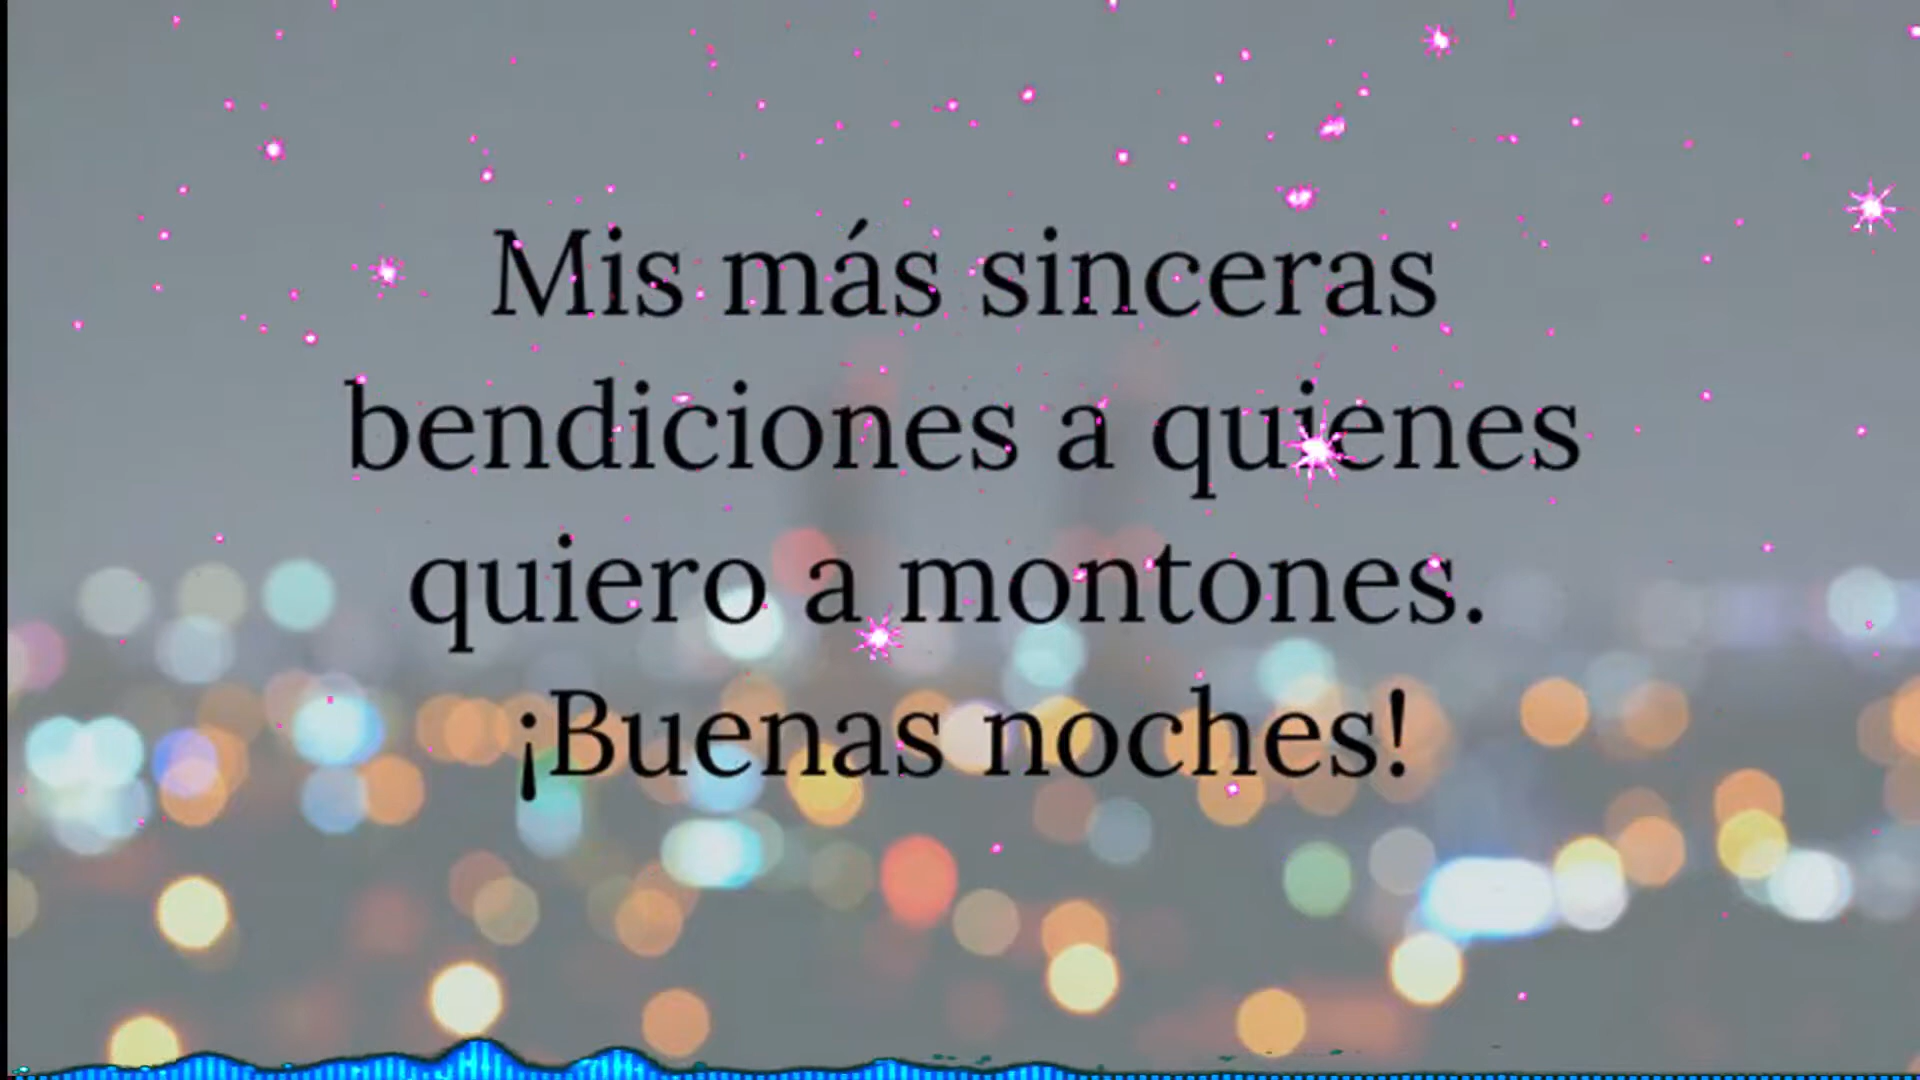 Mis más sinceras
bendiciones a quienes
quiero a montones.
¡Buenas noches!